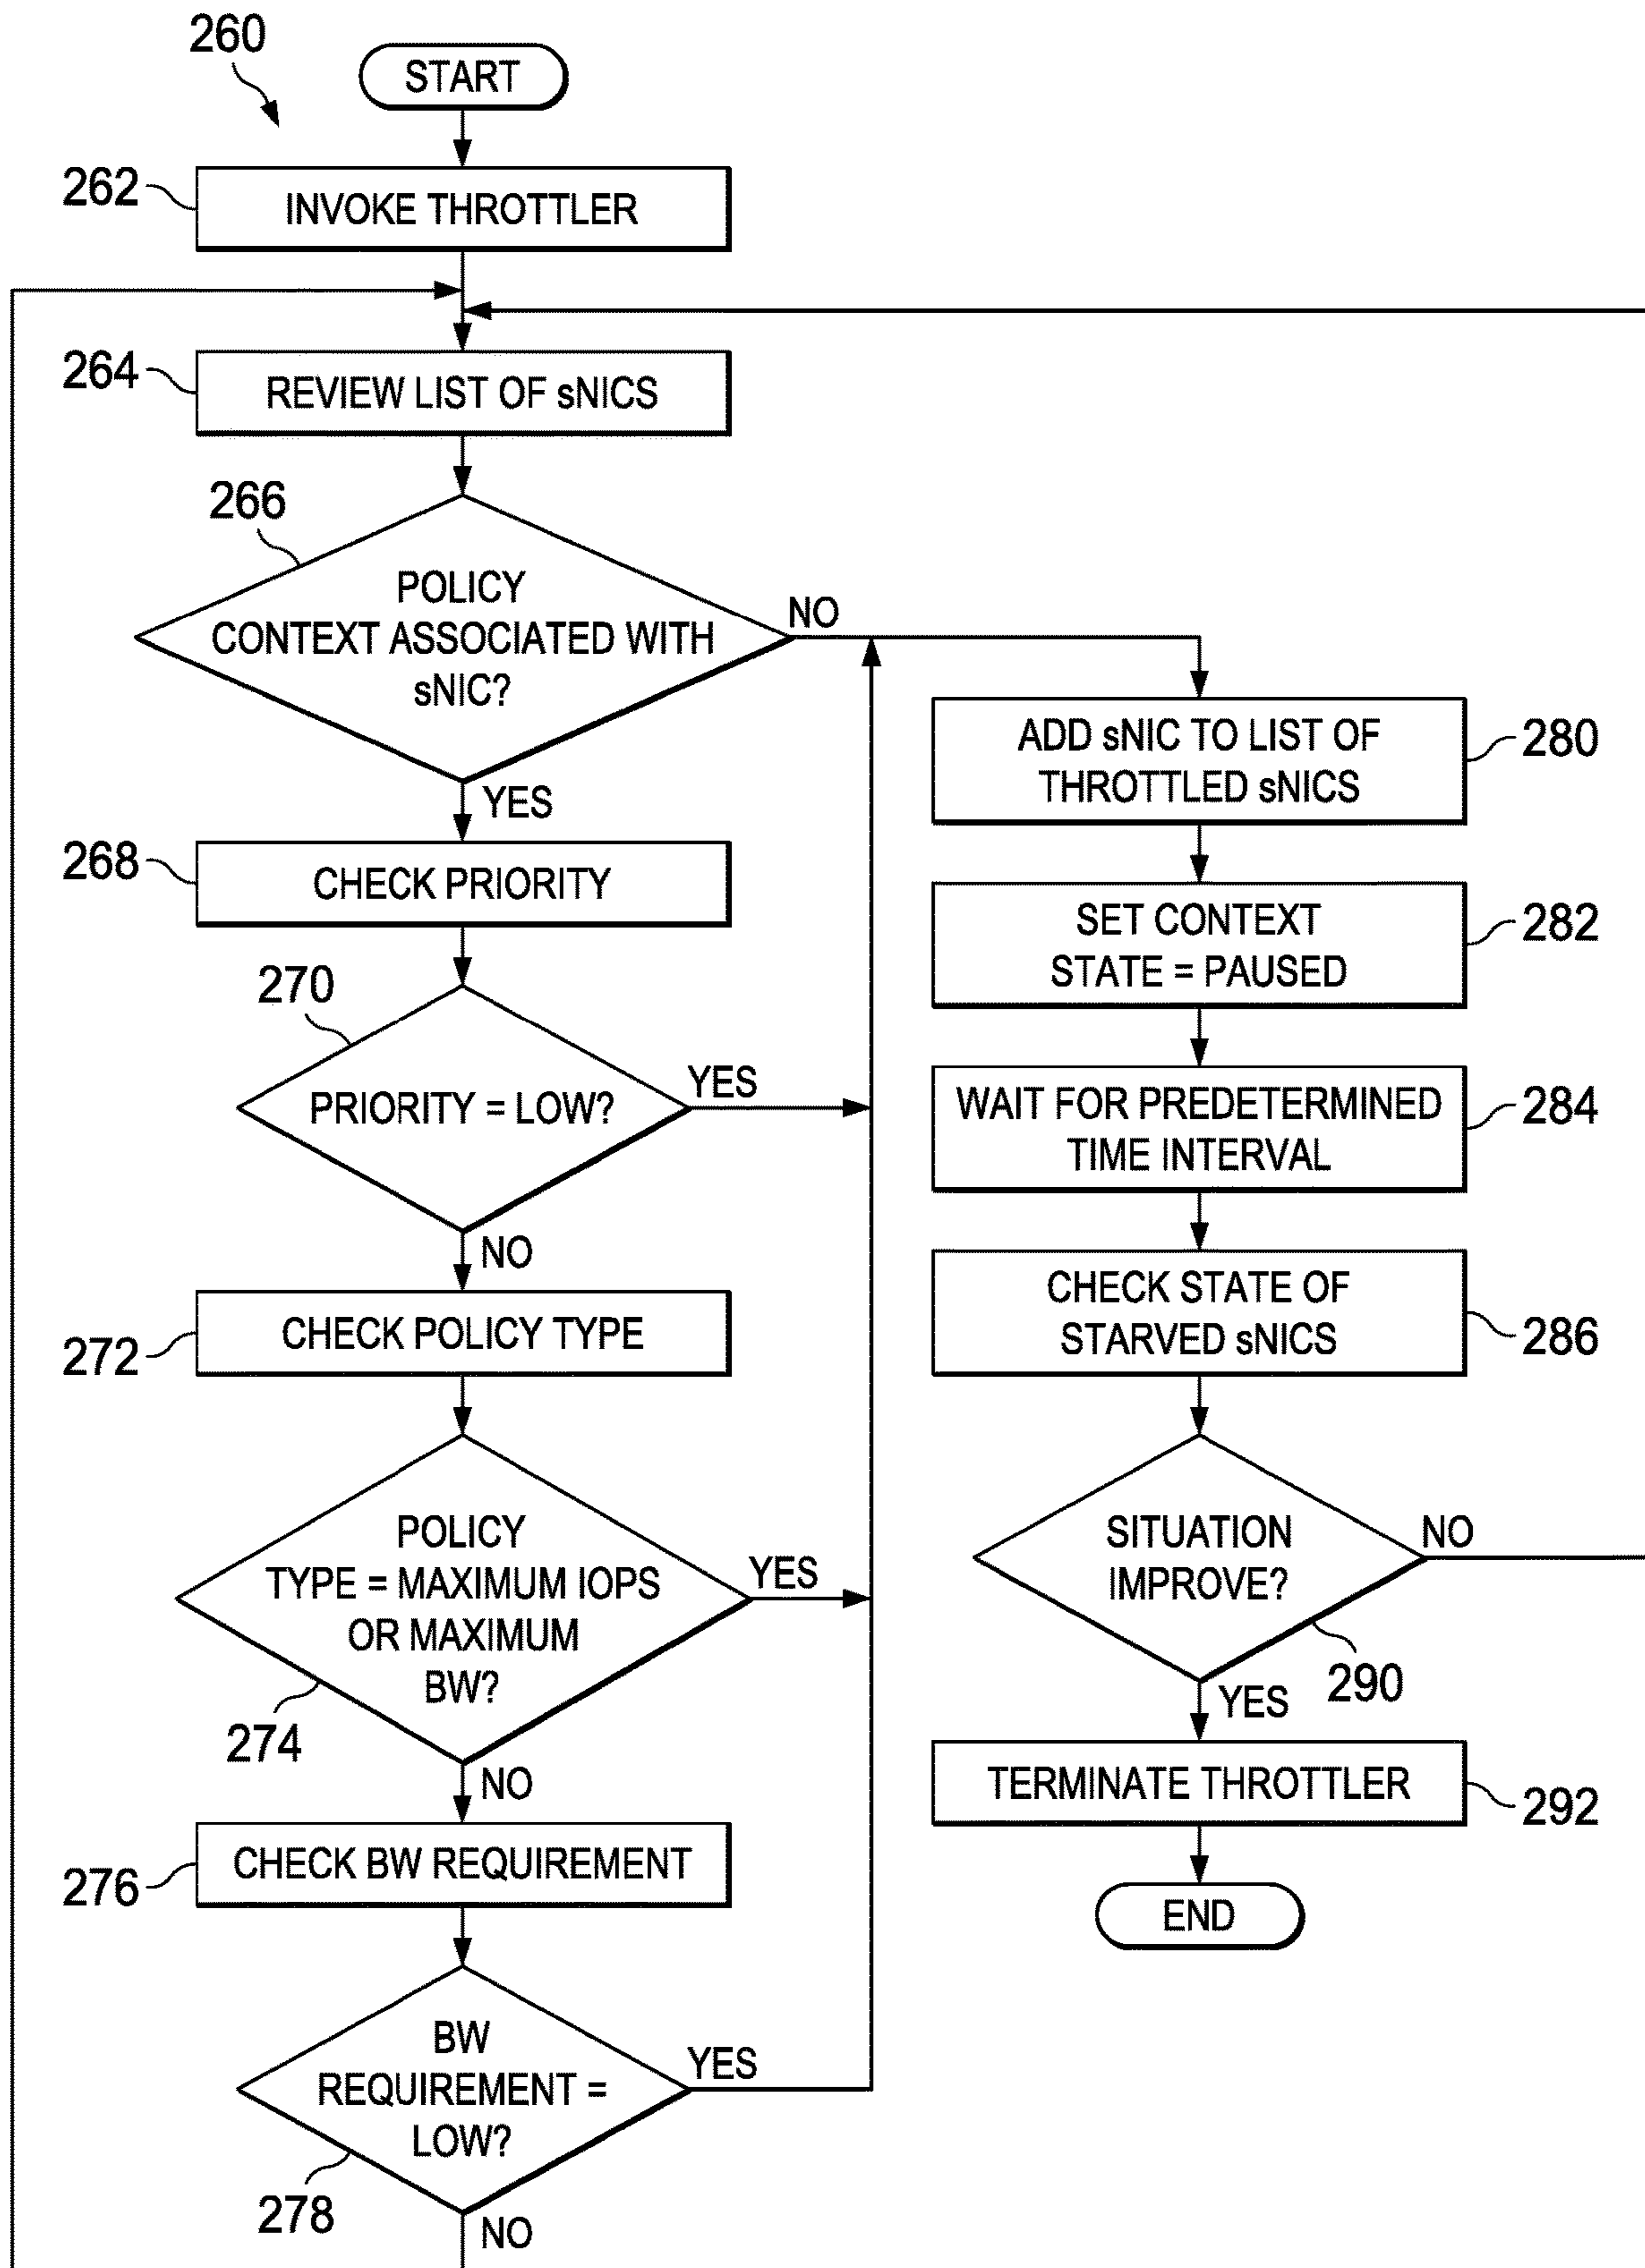 260
START
262
INVOKE THROTTLER
264
REVIEW LIST OF sNICS
266
POLICY
CONTEXT ASSOCIATED WITH
sNIC?
NO
YES
268
CHECK PRIORITY
270
PRIORITY = LOW?
YES
NO
272
CHECK POLICY TYPE
POLICY
TYPE = MAXIMUM IOPS
OR MAXIMUM
BW?
YES
274
NO
276
CHECK BW REQUIREMENT
BW
REQUIREMENT =
LOW?
YES
278
NO
ADD sNIC TO LIST OF
THROTTLED sNICS
280
SET CONTEXT
STATE = PAUSED
282
WAIT FOR PREDETERMINED
TIME INTERVAL
284
CHECK STATE OF
STARVED sNICS
286
SITUATION
IMPROVE?
NO
290
YES
TERMINATE THROTTLER
292
END